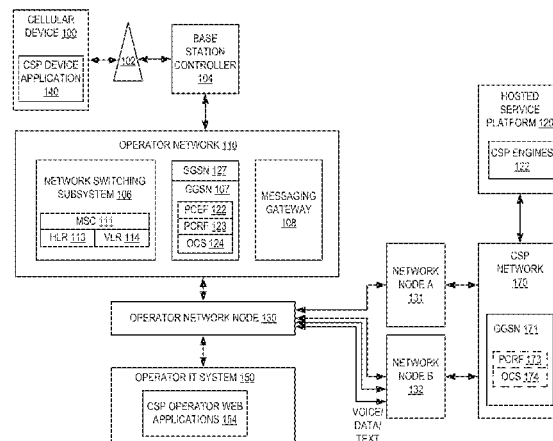 CELLULAR
DEVICE 100
CSP DEVICE
APPLICATION
140
102
BASE
STATION
CONTROLLER
104
OPERATOR NETWORK 110
NETWORK SWITCHING
SUBSYSTEM 106
MSC 111
HLR 113
VLR 114
SGSN 127
GGSN 107
PCEF 122
PCRF 123
OCS 124
MESSAGING
GATEWAY
108
HOSTED
SERVICE
PLATFORM 120
CSP ENGINES
122
OPERATOR NETWORK NODE 130
NETWORK
NODE A
131
NETWORK
NODE B
132
CSP
NETWORK
170
GGSN 171
PCRF 173
OCS 174
OPERATOR IT SYSTEM 150
CSP OPERATOR WEB
APPLICATIONS 154
VOICE/
DATA/
TEXT